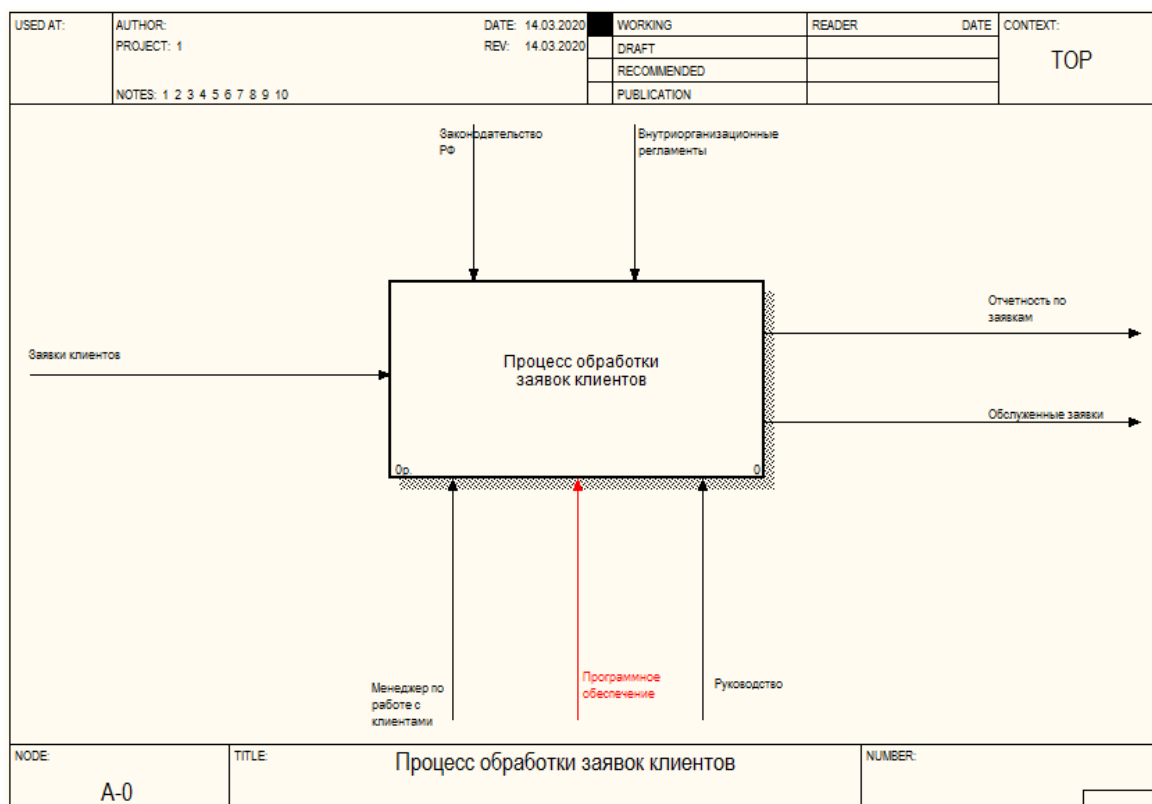 USED AT:
AUTHOR:
DATE: 14.03.2020
WORKING
READER
DATE
CONTEXT:
PROJECT: 1
REV: 14.03.2020
DRAFT
TOP
RECOMMENDED
NOTES: 1 2 3 4 5 6 7 8 9 10
PUBLICATION
Законодательство
РФ
Внутриорганизационные
регламенты
Отчетность по
заявкам
Заявки клиентов
Процесс обработки
заявок клиентов
Обслуженные заявки
0р.
0
Менеджер по
работе с
клиентами
Программное
обеспечение
Руководство
NODE:
TITLE:
Процесс обработки заявок клиентов
NUMBER:
A-0